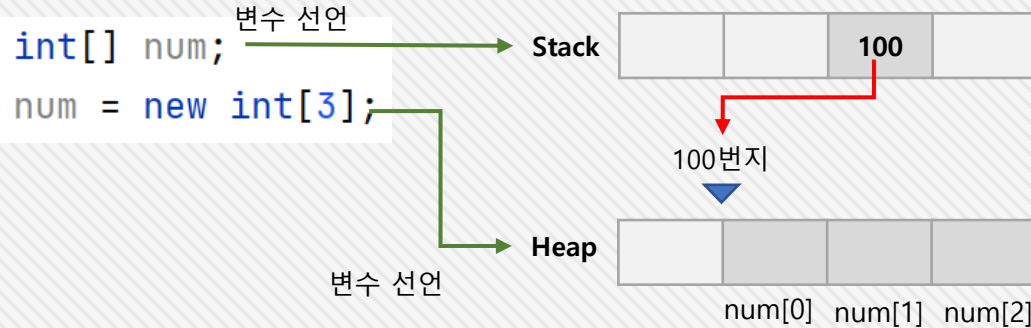 변수 선언
int[] num;
Stack
100
num = new int[3];
100번지
Heap
변수 선언
num[0] num[1] num[2]